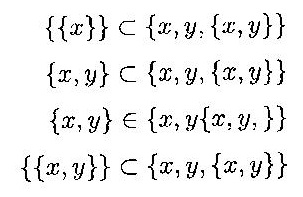 {{x}} ⊂ {x, y, {x, y}}
{x, y} ⊂ {x, y, {x, y}}
{x, y} ∈ {x, y{x, y, }}
{{x, y}} ⊂ {x, y, {x, y}}